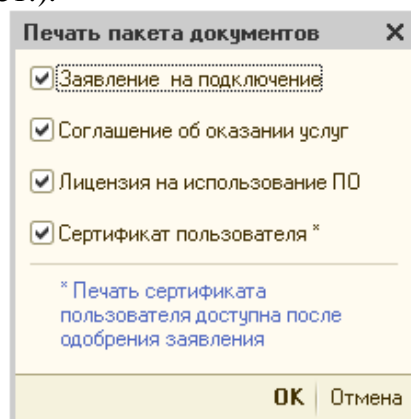 Печать пакета документов
Заявление на подключение
Соглашение об оказании услуг
Лицензия на использование ПО
Сертификат пользователя *
* Печать сертификата
пользователя доступна после
одобрения заявления
OK Отмена